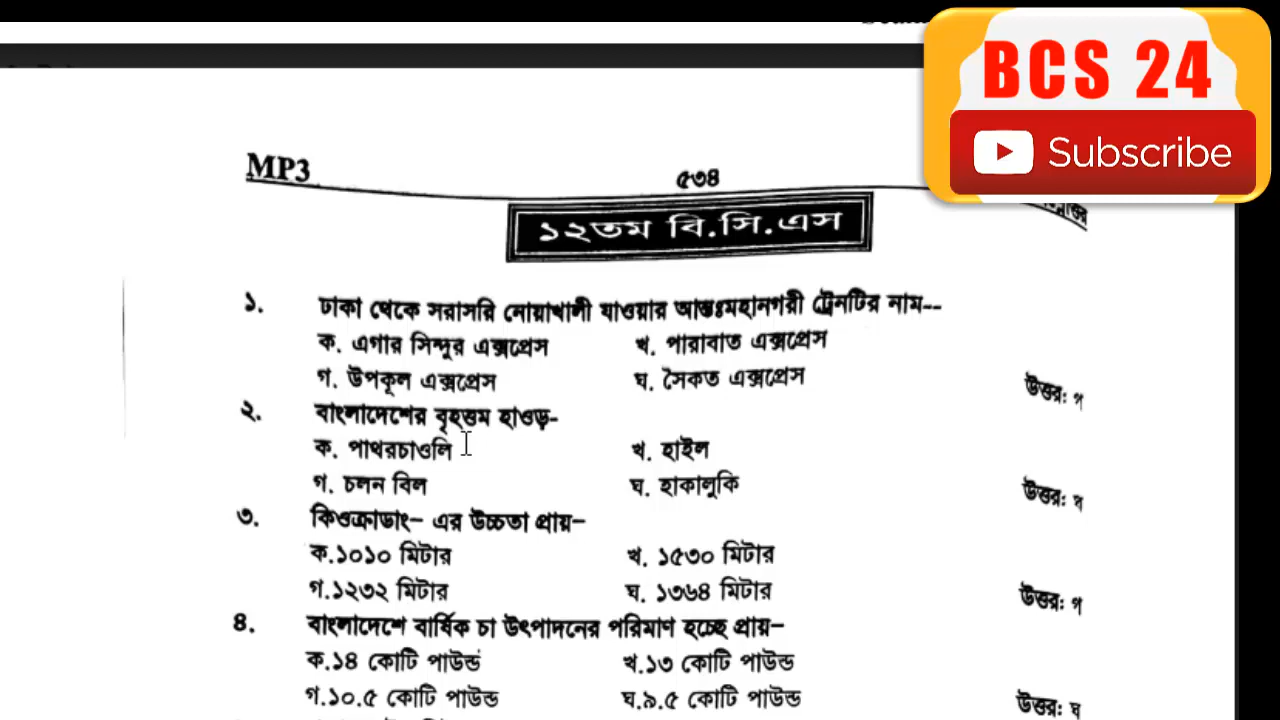 BCS 24
Subscribe
MP3
৫৩৪
১২তম বি.সি.এস
১. ঢাকা থেকে সরাসরি নোয়াখালী যাওয়ার আন্তঃমহানগরী ট্রেনটির নাম--
ক. এগার সিন্দুর এক্সপ্রেস খ. পারাবাত এক্সপ্রেস
গ. উপকূল এক্সপ্রেস ঘ. সৈকত এক্সপ্রেস উত্তর: গ
২. বাংলাদেশের বৃহত্তম হাওড়-
ক. পাথরচাওলি খ. হাইল
গ. চলন বিল ঘ. হাকালুকি উত্তর: ঘ
৩. কিওক্রাডাং- এর উচ্চতা প্রায়-
ক.১০১০ মিটার খ. ১৫৩০ মিটার
গ.১২৩২ মিটার ঘ. ১৩৬৪ মিটার উত্তর: গ
৪. বাংলাদেশে বার্ষিক চা উৎপাদনের পরিমাণ হচ্ছে প্রায়-
ক.১৪ কোটি পাউন্ড খ.১৩ কোটি পাউন্ড
গ.১০.৫ কোটি পাউন্ড ঘ.৯.৫ কোটি পাউন্ড উত্তর: ঘ